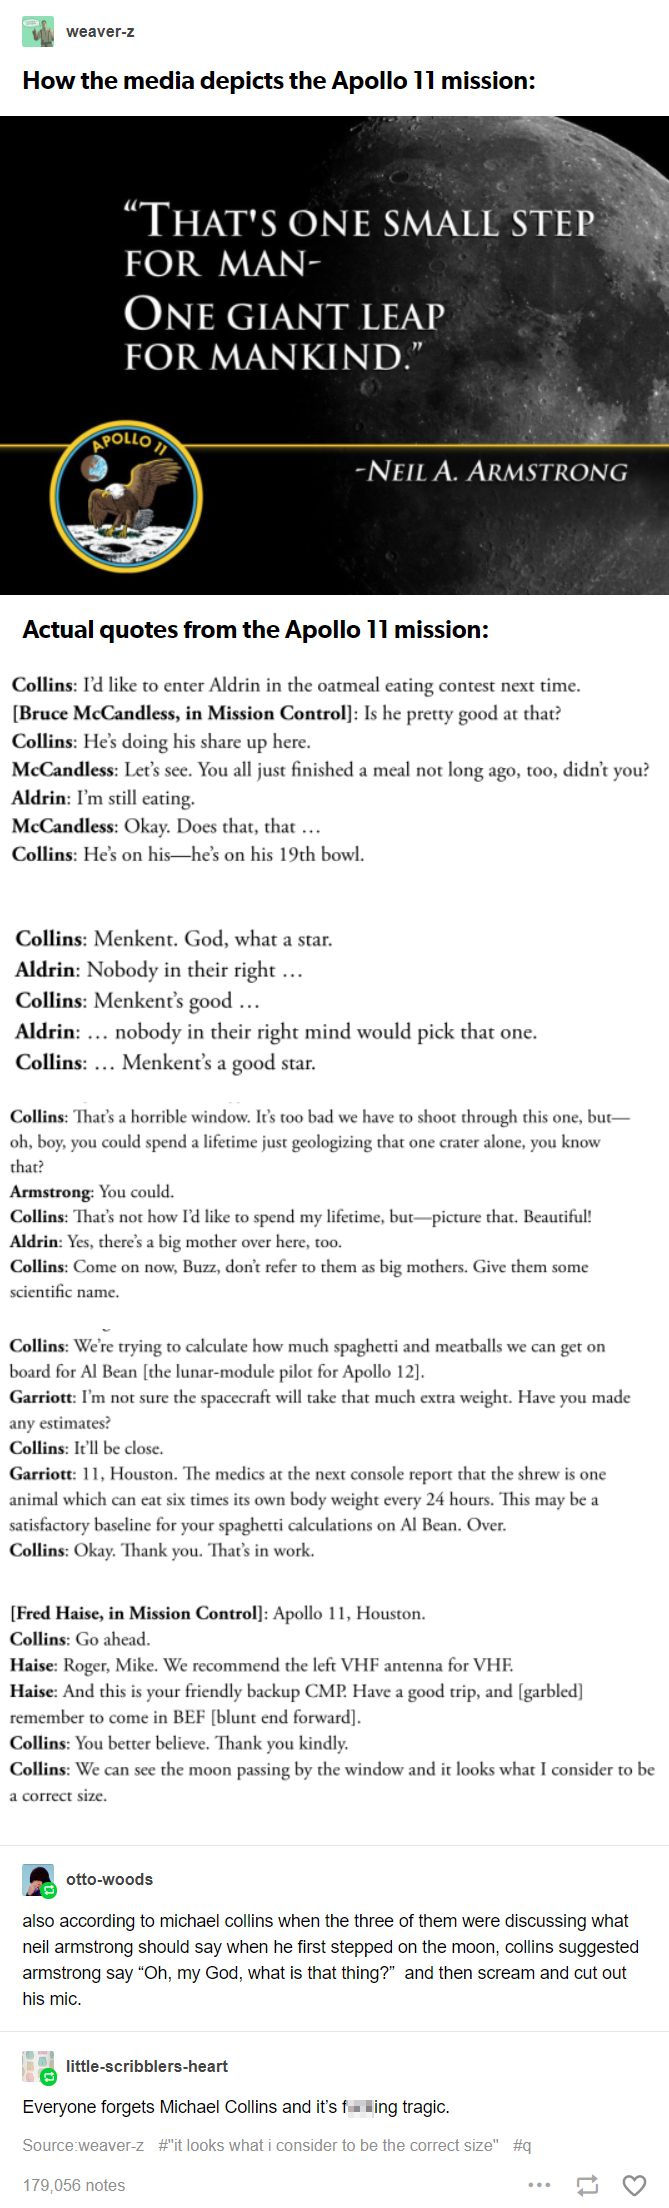 weaver-z
How the media depicts the Apollo 11 mission:
“THAT'S ONE SMALL STEP
FOR MAN-
ONE GIANT LEAP
FOR MANKIND.”
APOLLO 11
-NEIL A. ARMSTRONG
Actual quotes from the Apollo 11 mission:
Collins: I’d like to enter Aldrin in the oatmeal eating contest next time.
[Bruce McCandless, in Mission Control]: Is he pretty good at that?
Collins: He’s doing his share up here.
McCandless: Let’s see. You all just finished a meal not long ago, too, didn’t you?
Aldrin: I’m still eating.
McCandless: Okay. Does that, that …
Collins: He’s on his—he’s on his 19th bowl.
Collins: Menkent. God, what a star.
Aldrin: Nobody in their right …
Collins: Menkent’s good …
Aldrin: … nobody in their right mind would pick that one.
Collins: … Menkent’s a good star.
Collins: That’s a horrible window. It’s too bad we have to shoot through this one, but—
oh, boy, you could spend a lifetime just geologizing that one crater alone, you know
that?
Armstrong: You could.
Collins: That’s not how I’d like to spend my lifetime, but—picture that. Beautiful!
Aldrin: Yes, there’s a big mother over here, too.
Collins: Come on now, Buzz, don’t refer to them as big mothers. Give them some
scientific name.
Collins: We’re trying to calculate how much spaghetti and meatballs we can get on
board for Al Bean [the lunar-module pilot for Apollo 12].
Garriott: I’m not sure the spacecraft will take that much extra weight. Have you made
any estimates?
Collins: It’ll be close.
Garriott: 11, Houston. The medics at the next console report that the shrew is one
animal which can eat six times its own body weight every 24 hours. This may be a
satisfactory baseline for your spaghetti calculations on Al Bean. Over.
Collins: Okay. Thank you. That’s in work.
[Fred Haise, in Mission Control]: Apollo 11, Houston.
Collins: Go ahead.
Haise: Roger, Mike. We recommend the left VHF antenna for VHF.
Haise: And this is your friendly backup CMP. Have a good trip, and [garbled]
remember to come in BEF [blunt end forward].
Collins: You better believe. Thank you kindly.
Collins: We can see the moon passing by the window and it looks what I consider to be
a correct size.
otto-woods
also according to michael collins when the three of them were discussing what
neil armstrong should say when he first stepped on the moon, collins suggested
armstrong say “Oh, my God, what is that thing?”  and then scream and cut out
his mic.
little-scribblers-heart
Everyone forgets Michael Collins and it’s f ing tragic.
Source:weaver-z #"it looks what i consider to be the correct size" #q
179,056 notes